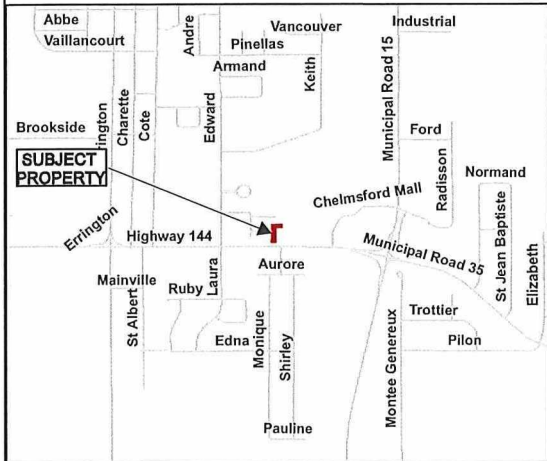 Abbe
Vaillancourt
Andre
Vancouver
Pinellas
Industrial
Armand
Keith
Municipal Road 15
Charette
Cote
Edward
Brookside
rington
Ford
Radisson
Normand
SUBJECT
PROPERTY
Chelmsford Mall
St Jean Baptiste
Elizabeth
Errington
Highway 144
Municipal Road 35
Aurore
Mainville
Ruby
Laura
St Albert
Monique
Shirley
Edna
Montee Genereux
Trottier
Pilon
Pauline